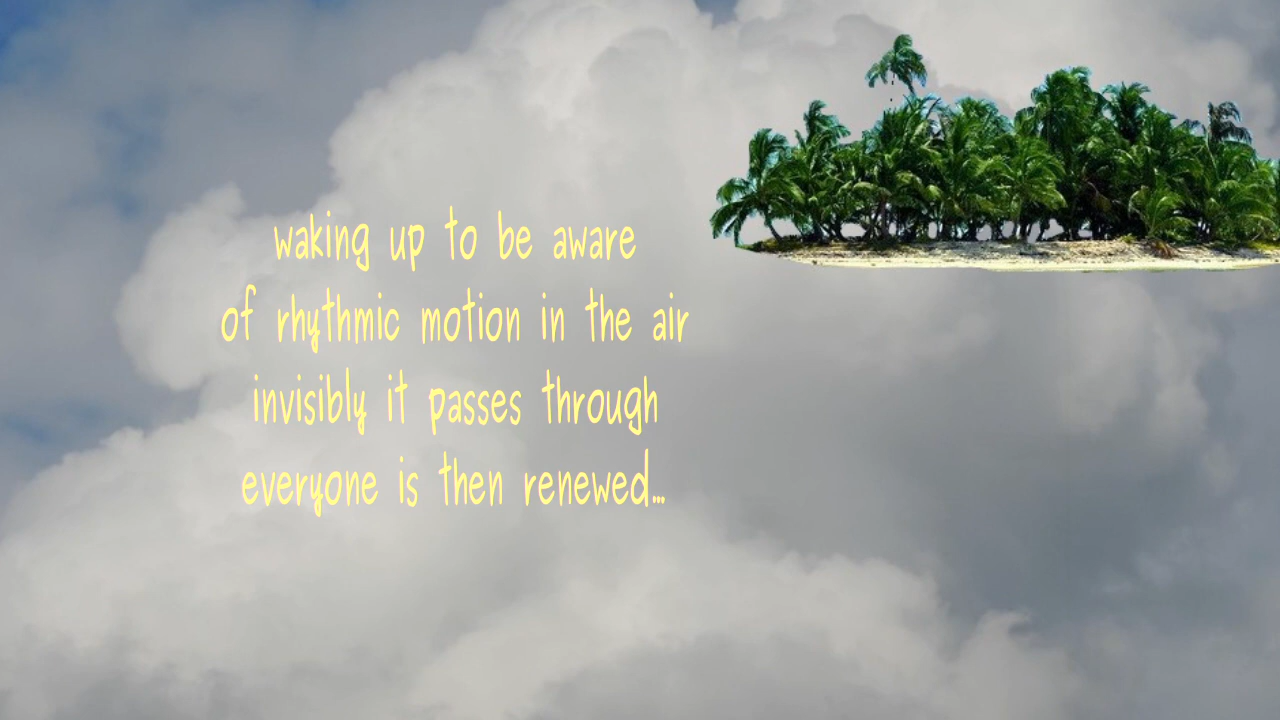 waking up to be aware
of rhythmic motion in the air
invisibly it passes through
everyone is then renewed...